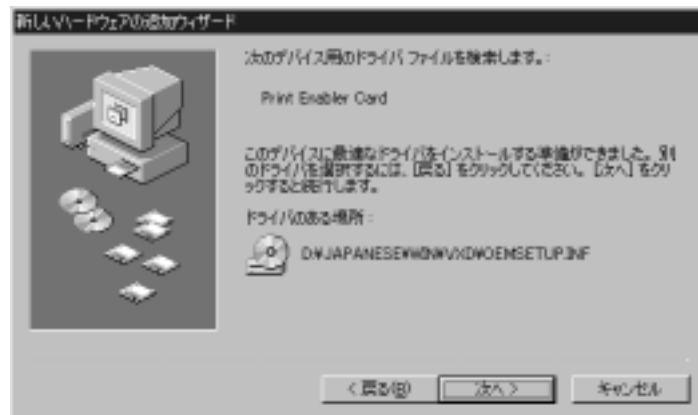 新しいハードウェアの追加ウィザード
次のデバイス用のドライバ ファイルを検索します。:
Print Enabler Card
このデバイスに最適なドライバをインストールする準備ができました。別
のドライバを選択するには、[戻る] をクリックしてください。[次へ] をクリ
ックすると続行します。
ドライバのある場所 :
D:¥JAPANESE¥WIN¥VXD¥OEMSETUP.INF
< 戻る(B)
次へ >
キャンセル